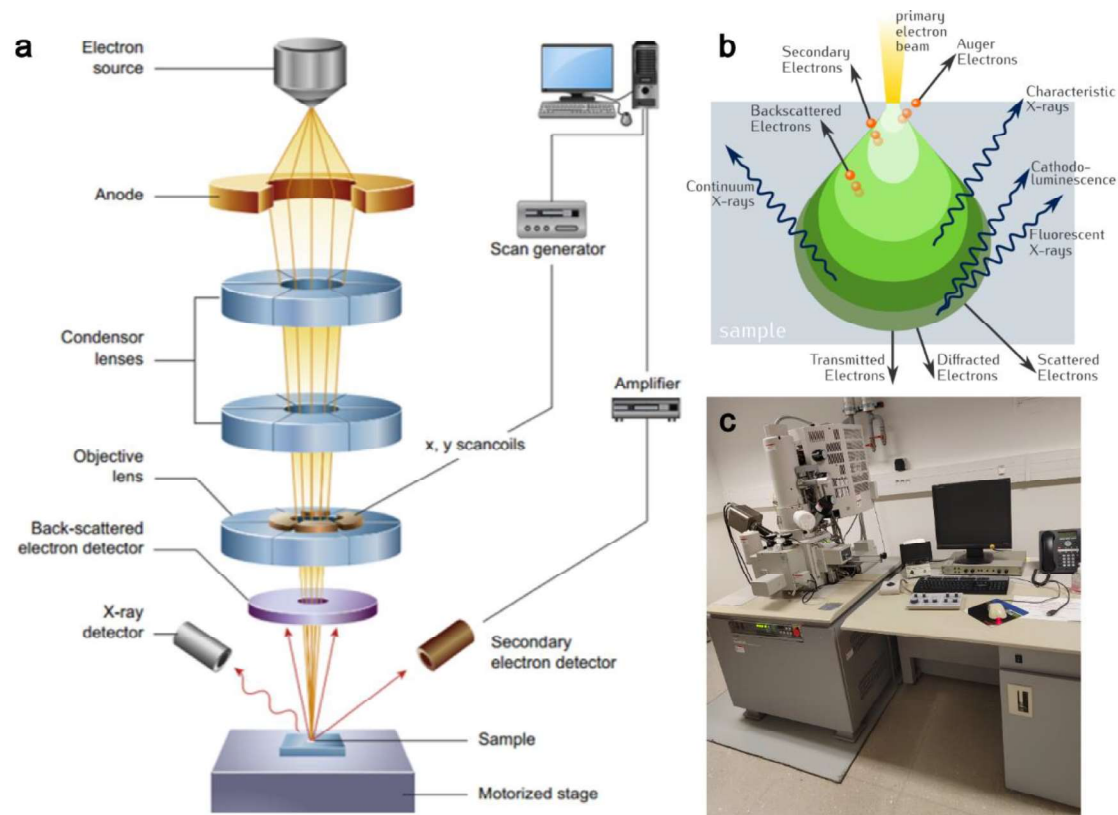 a
Electron
source
Anode
Condensor
lenses
Objective
lens
Back-scattered
electron detector
X-ray
detector
Scan generator
Amplifier
x, y scancoils
Secondary
electron detector
Sample
Motorized stage
b
primary
electron
beam
Secondary
Electrons
Auger
Electrons
Backscattered
Electrons
Characteristic
X-rays
Continuum
X-rays
Cathodo-
luminescence
Fluorescent
X-rays
sample
Transmitted
Electrons
Diffracted
Electrons
Scattered
Electrons
c